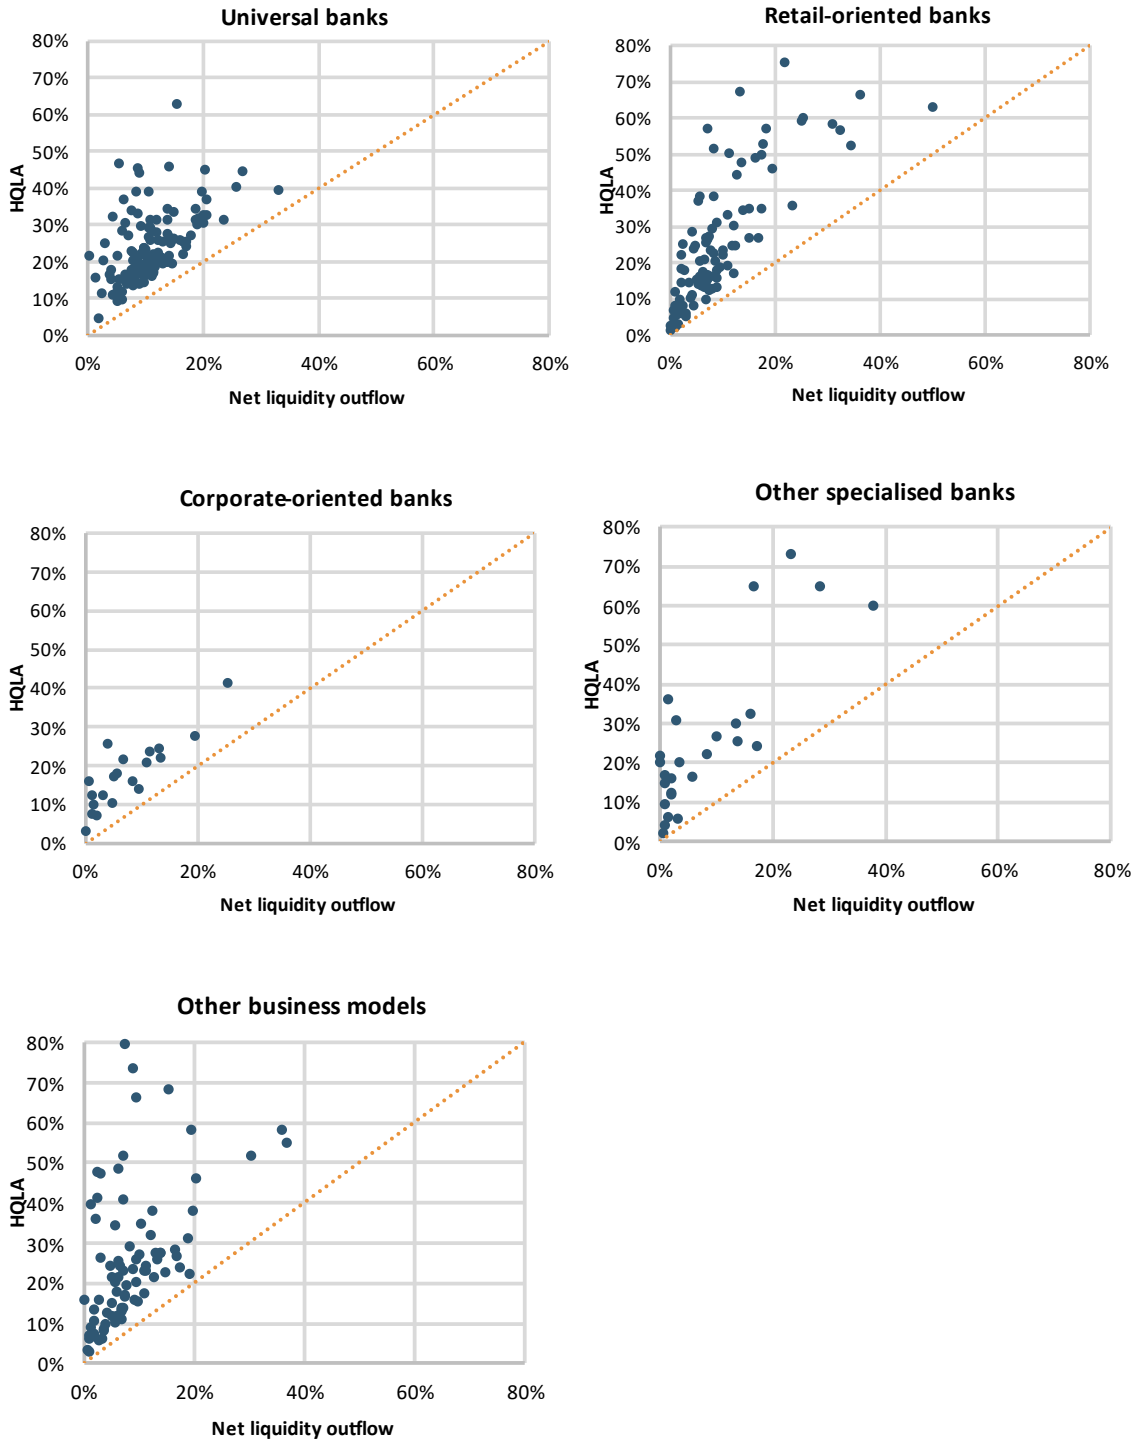 Universal banks
80%
70%
60%
50%
40%
30%
20%
10%
0%
HQLA
0% 20% 40% 60% 80%
Net liquidity outflow
Retail-oriented banks
80%
70%
60%
50%
40%
30%
20%
10%
0%
HQLA
0% 20% 40% 60% 80%
Net liquidity outflow
Corporate-oriented banks
80%
70%
60%
50%
40%
30%
20%
10%
0%
HQLA
0% 20% 40% 60% 80%
Net liquidity outflow
Other specialised banks
80%
70%
60%
50%
40%
30%
20%
10%
0%
HQLA
0% 20% 40% 60% 80%
Net liquidity outflow
Other business models
80%
70%
60%
50%
40%
30%
20%
10%
0%
HQLA
0% 20% 40% 60% 80%
Net liquidity outflow